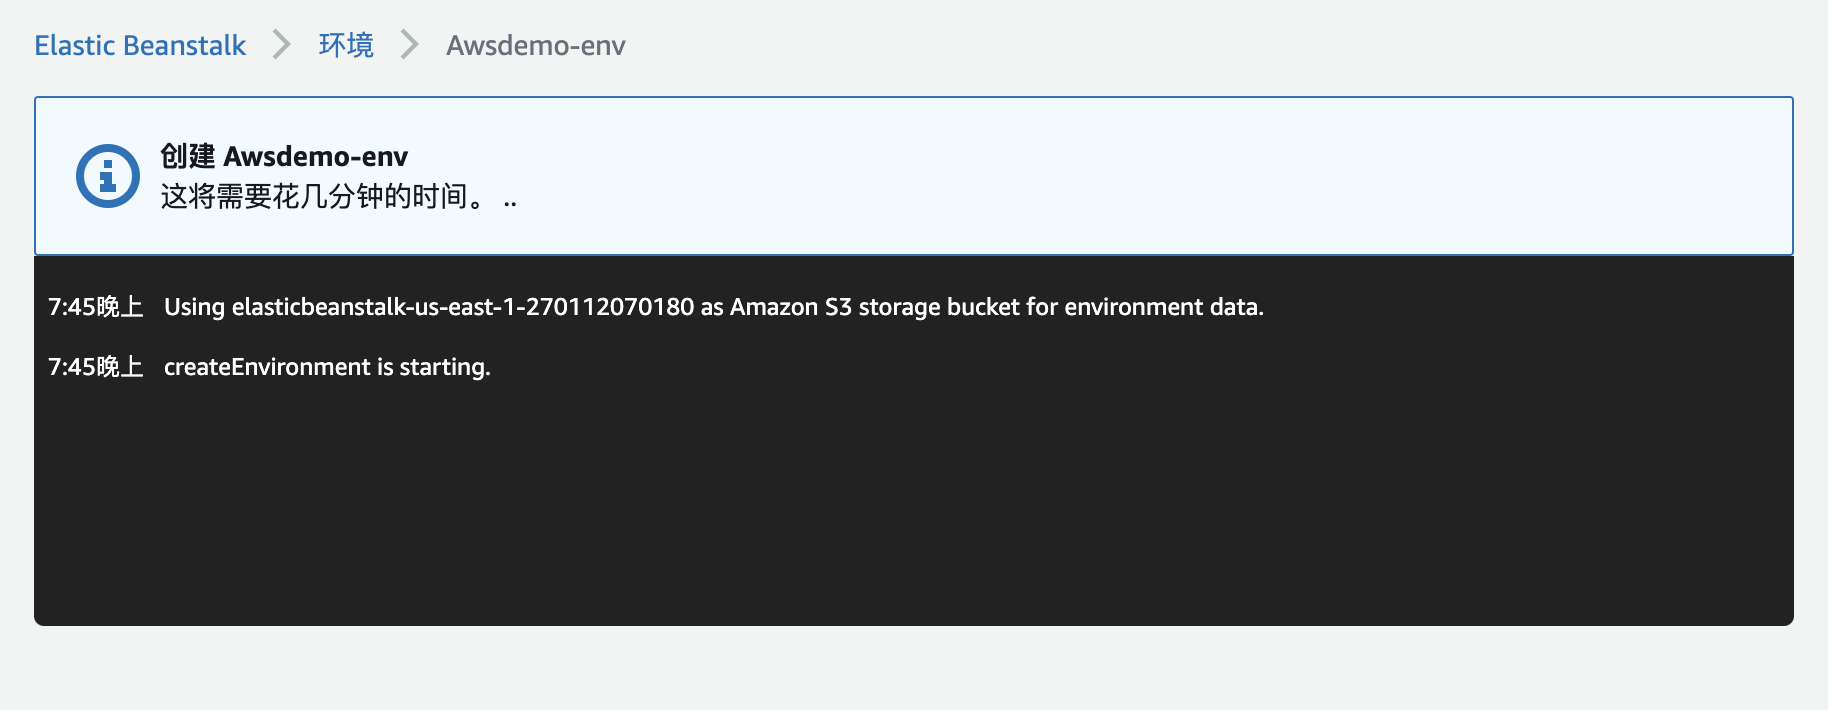 Elastic Beanstalk 环境 Awsdemo-env
创建 Awsdemo-env
这将需要花几分钟的时间。 ..
7:45晚上 Using elasticbeanstalk-us-east-1-270112070180 as Amazon S3 storage bucket for environment data.
7:45晚上 createEnvironment is starting.